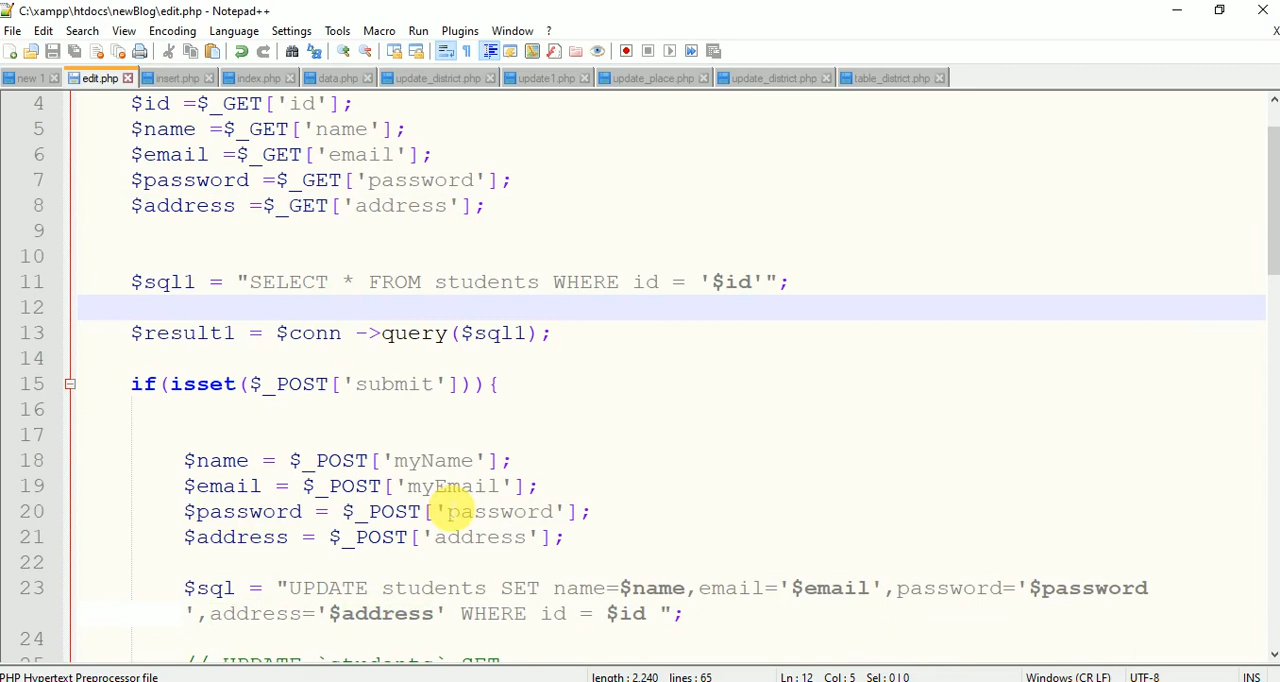 C:\xampp\htdocs\newBlog\edit.php - Notepad++
File Edit Search View Encoding Language Settings Tools Macro Run Plugins Window ? X
new 1 edit.php insert.php index.php data.php update_district.php update1.php update_place.php update_district.php table_district.php
4 $id =$_GET['id'];
5 $name =$_GET['name'];
6 $email =$_GET['email'];
7 $password =$_GET['password'];
8 $address =$_GET['address'];
9
10
11 $sql1 = "SELECT * FROM students WHERE id = '$id'";
12
13 $result1 = $conn ->query($sql1);
14
15 if(isset($_POST['submit'])){
16
17
18 $name = $_POST['myName'];
19 $email = $_POST['myEmail'];
20 $password = $_POST['password'];
21 $address = $_POST['address'];
22
23 $sql = "UPDATE students SET name=$name,email='$email',password='$password
',address='$address' WHERE id = $id ";
24
25 // UPDATE `students` SET
PHP Hypertext Preprocessor file length : 2,240 lines : 65 Ln : 12 Col : 5 Sel : 0 | 0 Windows (CR LF) UTF-8 INS